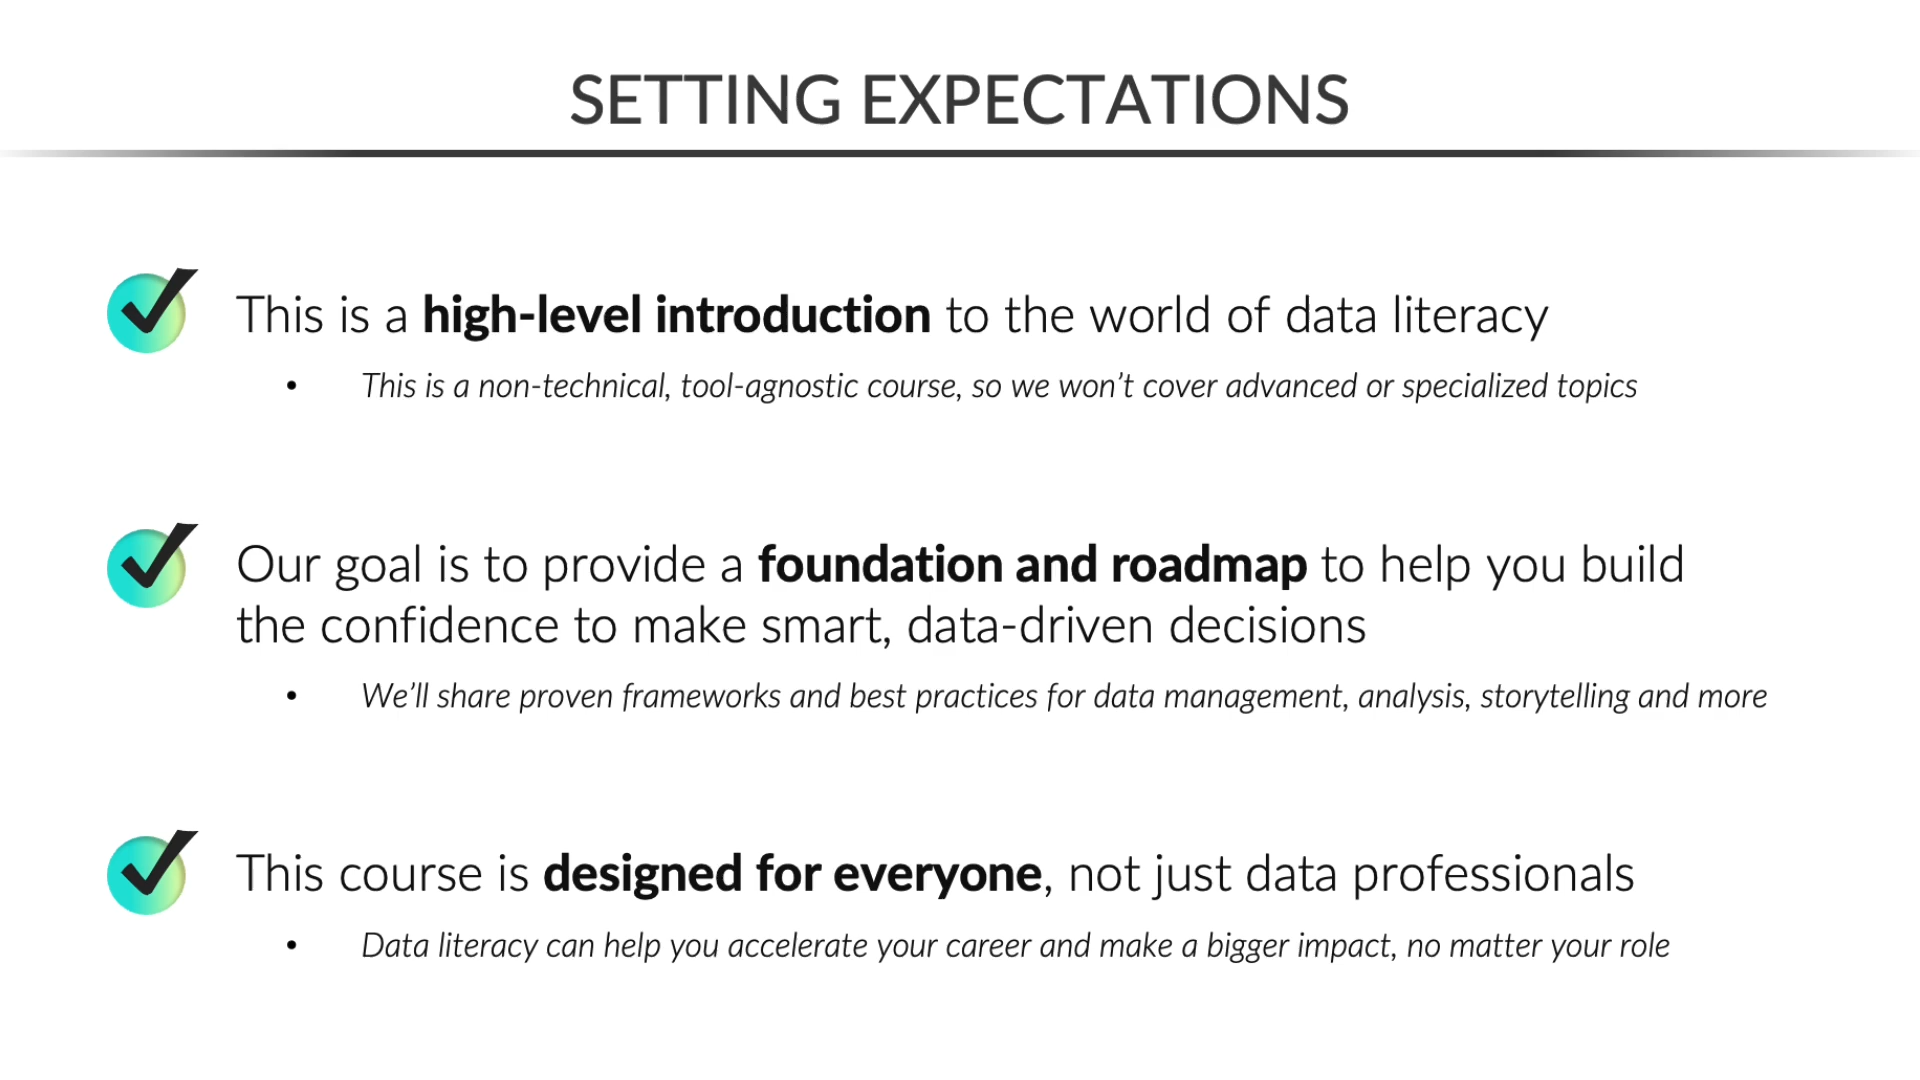 SETTING EXPECTATIONS
This is a high-level introduction to the world of data literacy
• This is a non-technical, tool-agnostic course, so we won’t cover advanced or specialized topics
Our goal is to provide a foundation and roadmap to help you build
the confidence to make smart, data-driven decisions
• We’ll share proven frameworks and best practices for data management, analysis, storytelling and more
This course is designed for everyone, not just data professionals
• Data literacy can help you accelerate your career and make a bigger impact, no matter your role